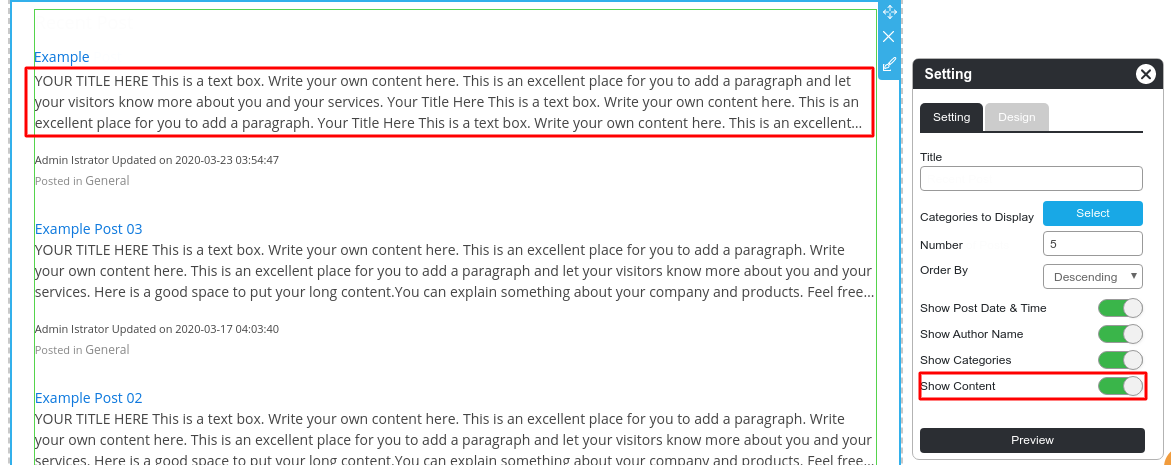 Example
YOUR TITLE HERE This is a text box. Write your own content here. This is an excellent place for you to add a paragraph and let
your visitors know more about you and your services. Your Title Here This is a text box. Write your own content here. This is an
excellent place for you to add a paragraph. Your Title Here This is a text box. Write your own content here. This is an excellent...
Admin Istrator Updated on 2020-03-23 03:54:47
Posted in General
Example Post 03
YOUR TITLE HERE This is a text box. Write your own content here. This is an excellent place for you to add a paragraph. Write
your own content here. This is an excellent place for you to add a paragraph and let your visitors know more about you and your
services. Here is a good space to put your long content.You can explain something about your company and products. Feel free...
Admin Istrator Updated on 2020-03-17 04:03:40
Posted in General
Example Post 02
YOUR TITLE HERE This is a text box. Write your own content here. This is an excellent place for you to add a paragraph. Write
your own content here. This is an excellent place for you to add a paragraph and let your visitors know more about you and your
services. Here is a good space to put your long content.You can explain something about your company and products. Feel free...
Setting
Setting
Design
Title
Categories to Display
Select
Number
5
Order By
Descending
Show Post Date & Time
Show Author Name
Show Categories
Show Content
Preview